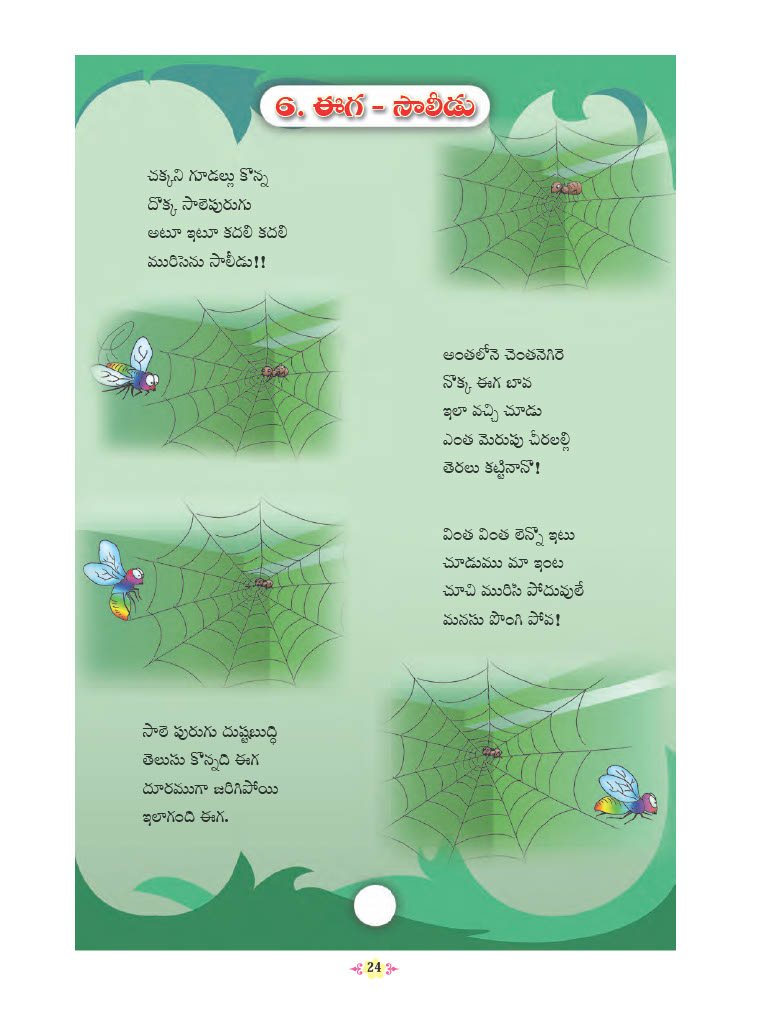 6. ఈగ - సాలీడు
చక్కని గూడల్లు కొన్న
దొక్క సాలెపురుగు
అటూ ఇటూ కదలి కదలి
మురిసెను సాలీడు!!
అంతలోనె చెంతనెగిరె
నొక్క ఈగ బావ
ఇలా వచ్చి చూడు
ఎంత మెరుపు చీరలల్లి
తెరలు కట్టినానొ!
వింత వింత లెన్నొ ఇటు
చూడుము మా ఇంట
చూచి మురిసి పోదువులే
మనసు పొంగి పోవ!
సాలె పురుగు దుష్టబుద్ధి
తెలుసు కొన్నది ఈగ
దూరముగా జరిగిపోయి
ఇలాగంది ఈగ.
24